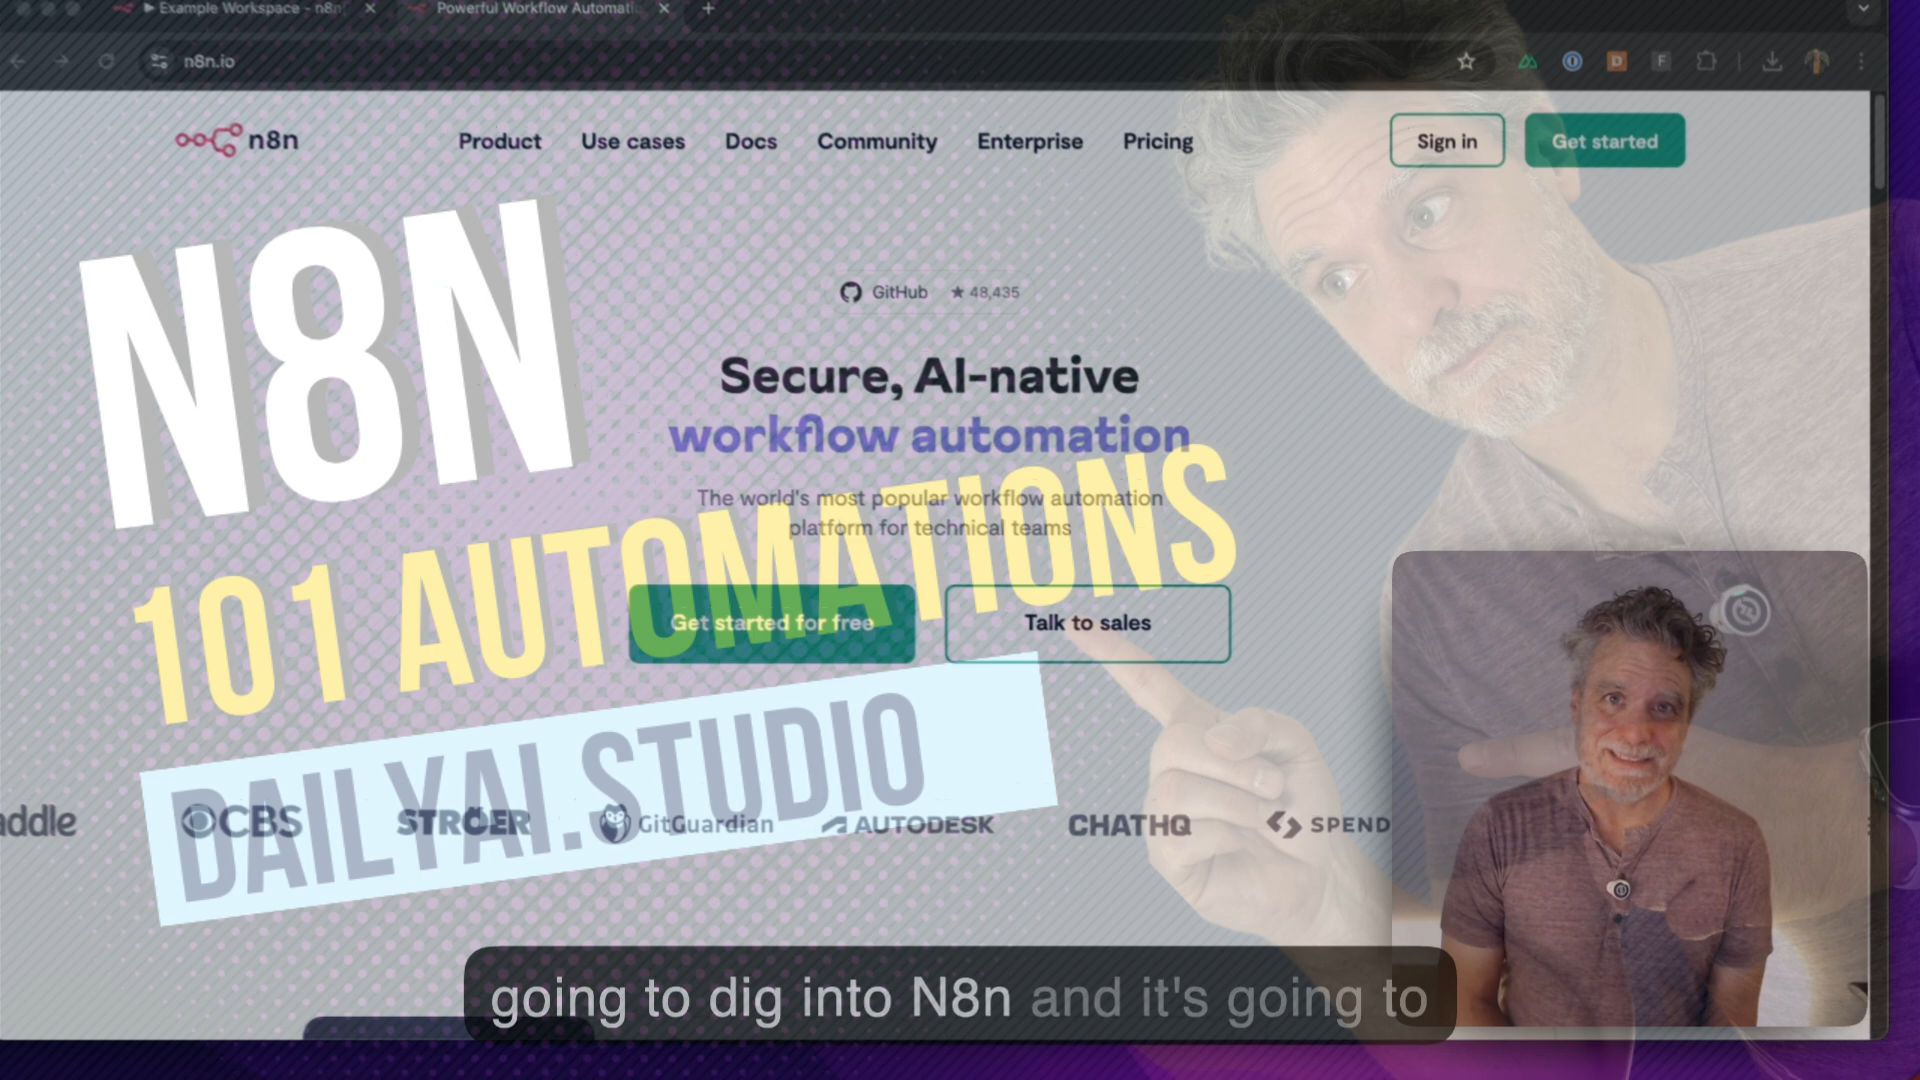 Example Workspace - n8n
Powerful Workflow Automatic
n8n.io
n8n
Product
Use cases
Docs
Community
Enterprise
Pricing
Sign in
Get started
N8N
GitHub ★ 48,435
Secure, AI-native
workflow automation
The world's most popular workflow automation
platform for technical teams
101 AUTOMATIONS
Get started for free
Talk to sales
DAILYAI.STUDIO
addle
CBS
STRÖER
GitGuardian
AUTODESK
CHATHQ
SPEND
going to dig into N8n and it's going to